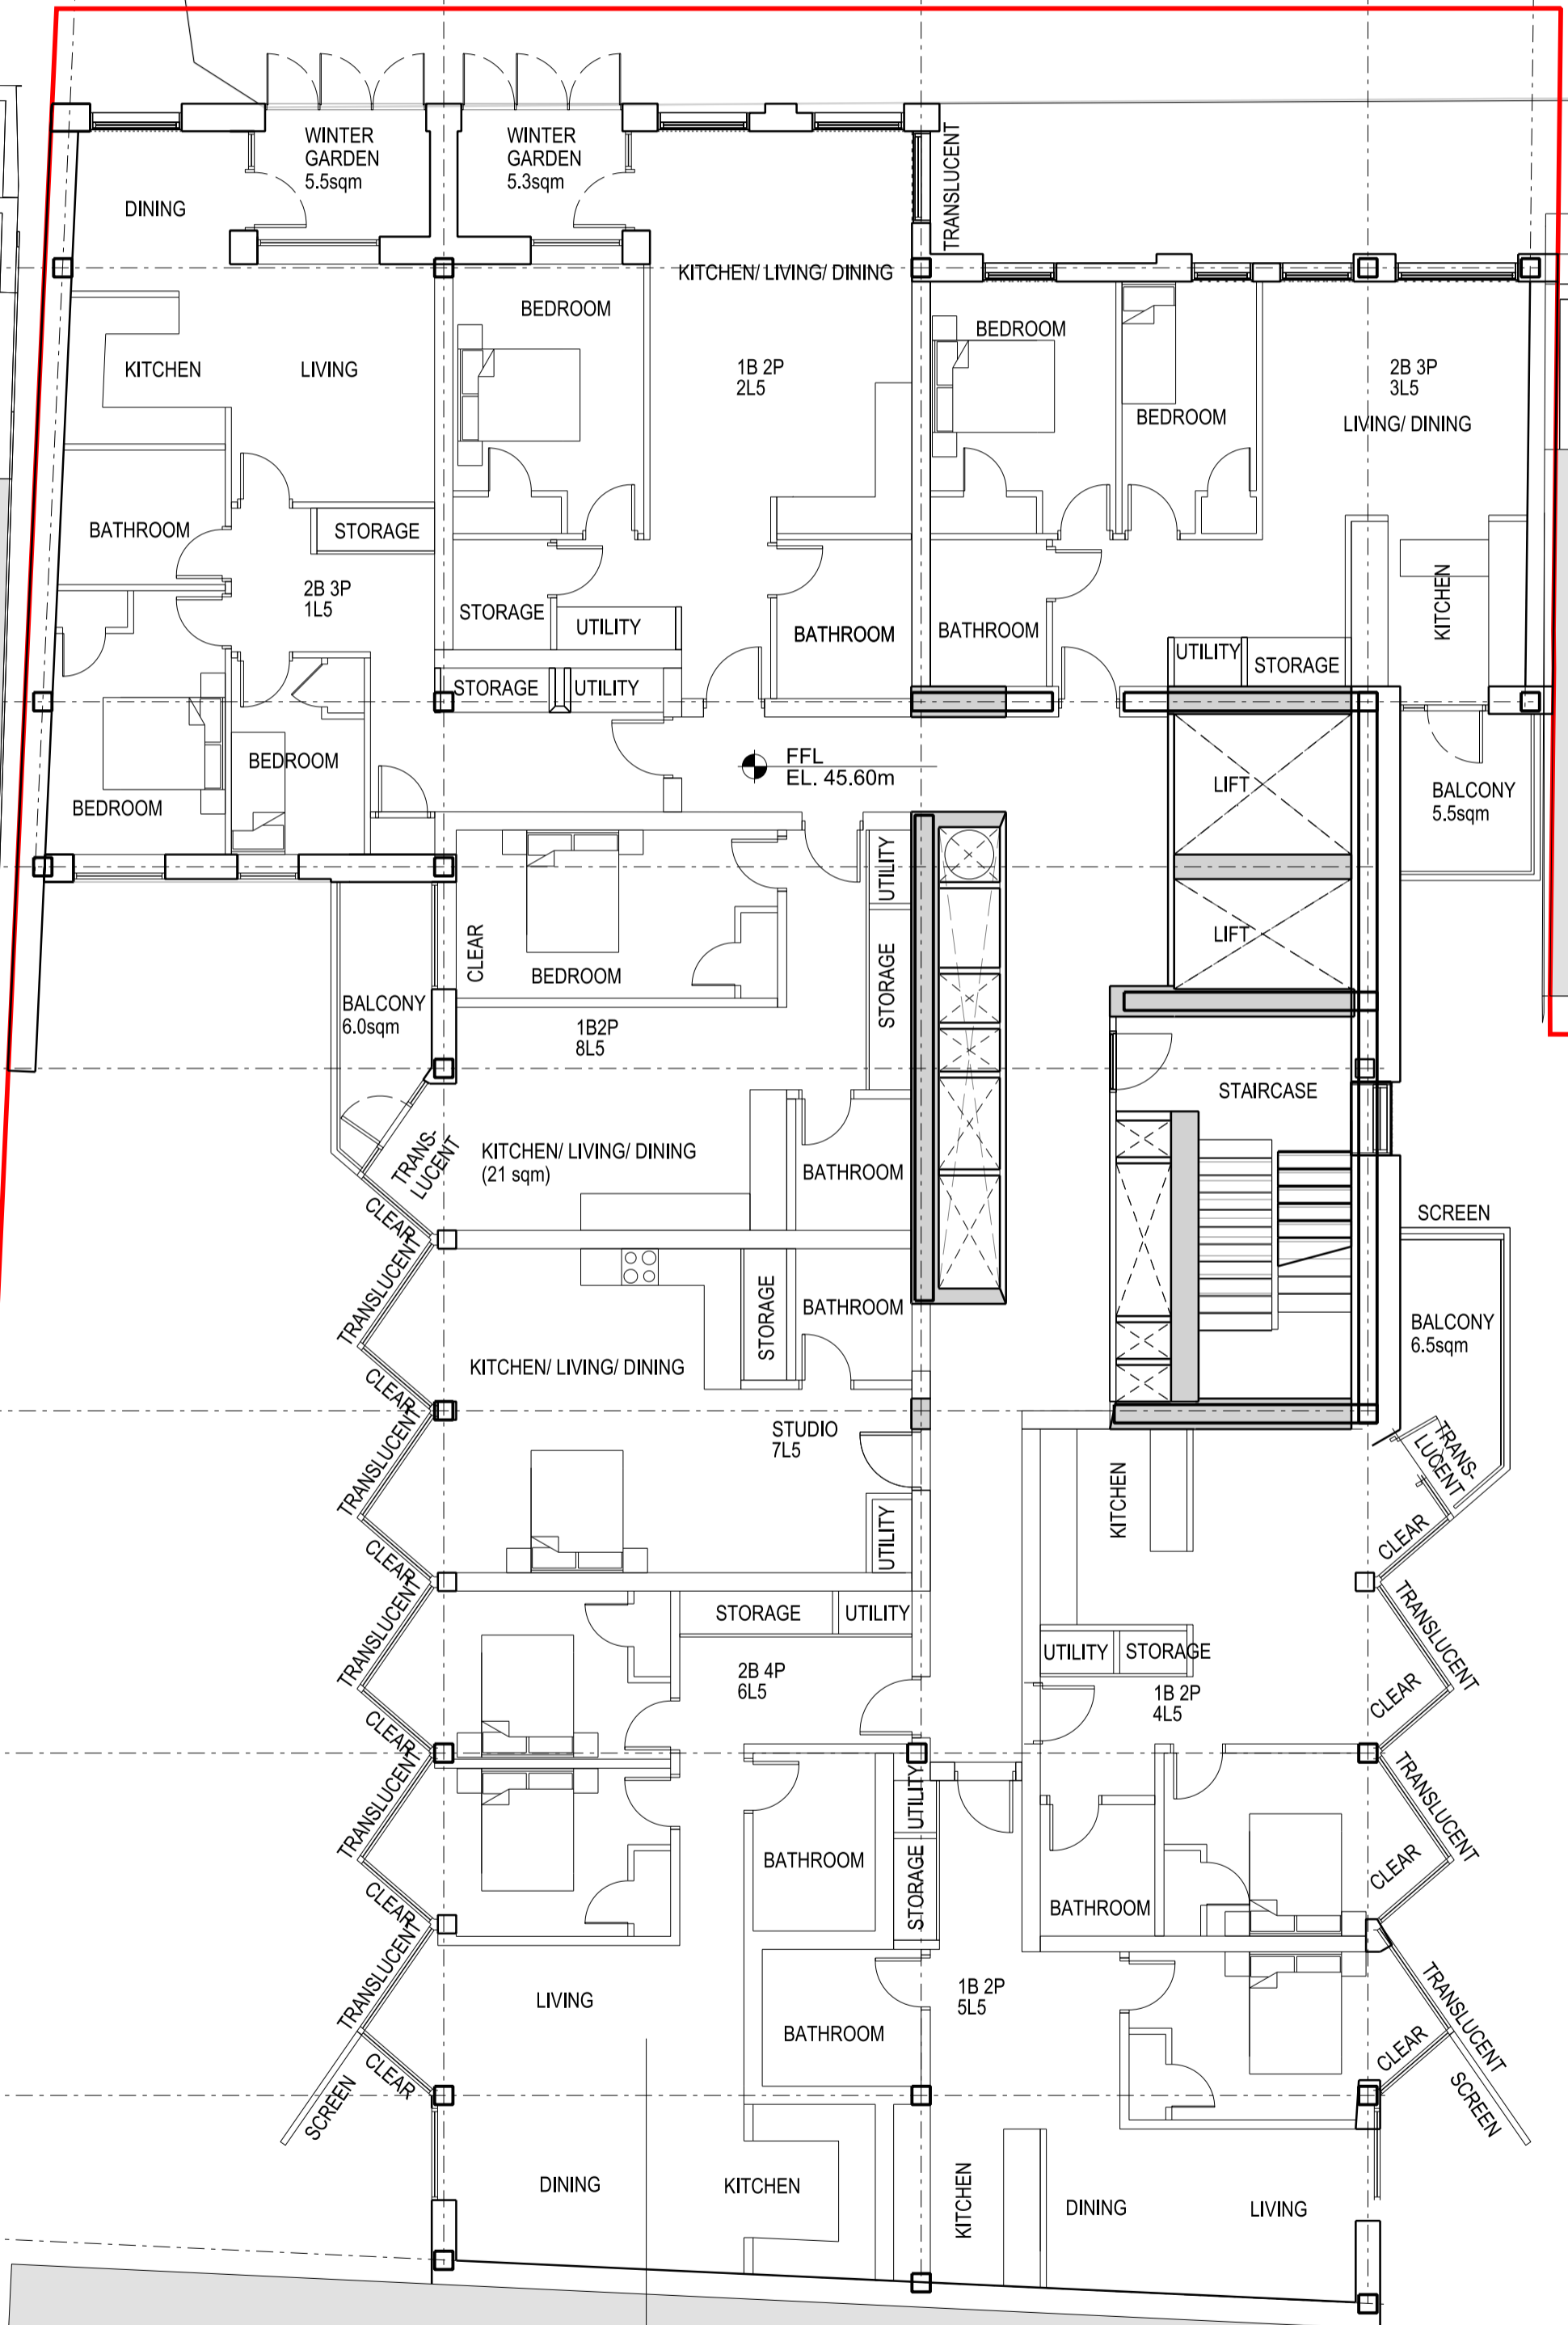 WINTER
GARDEN
5.5sqm
WINTER
GARDEN
5.3sqm
TRANSLUCENT
DINING
KITCHEN/ LIVING/ DINING
BEDROOM
BEDROOM
KITCHEN
LIVING
1B 2P
2L5
2B 3P
3L5
BEDROOM
LIVING/ DINING
BATHROOM
STORAGE
2B 3P
1L5
STORAGE
UTILITY
BATHROOM
BATHROOM
KITCHEN
UTILITY
STORAGE
STORAGE
UTILITY
FFL
EL. 45.60m
BEDROOM
BEDROOM
LIFT
BALCONY
5.5sqm
UTILITY
CLEAR
BEDROOM
STORAGE
LIFT
BALCONY
6.0sqm
1B2P
8L5
STAIRCASE
TRANS-
LUCENT
KITCHEN/ LIVING/ DINING
(21 sqm)
BATHROOM
CLEAR
SCREEN
TRANSLUCENT
STORAGE
BATHROOM
BALCONY
6.5sqm
KITCHEN/ LIVING/ DINING
CLEAR
TRANSLUCENT
STUDIO
7L5
TRANS-
LUCENT
KITCHEN
UTILITY
CLEAR
CLEAR
TRANSLUCENT
STORAGE
UTILITY
TRANSLUCENT
UTILITY
STORAGE
2B 4P
6L5
1B 2P
4L5
CLEAR
CLEAR
TRANSLUCENT
UTILITY
TRANSLUCENT
BATHROOM
STORAGE
CLEAR
CLEAR
BATHROOM
TRANSLUCENT
LIVING
1B 2P
5L5
TRANSLUCENT
BATHROOM
CLEAR
CLEAR
SCREEN
SCREEN
DINING
KITCHEN
KITCHEN
DINING
LIVING